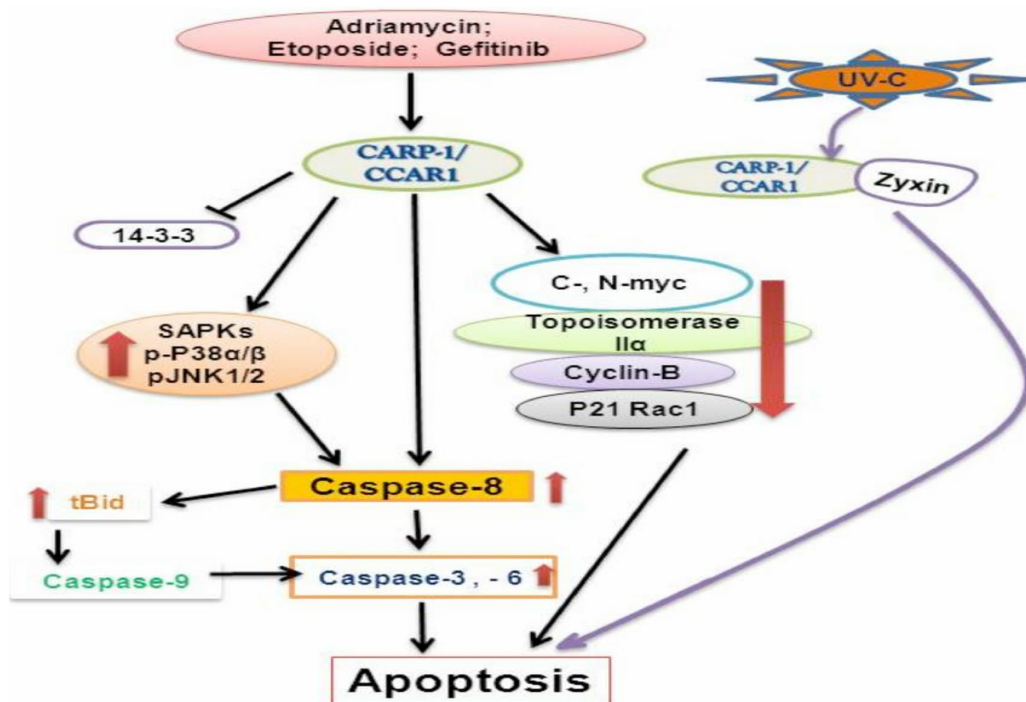 Adriamycin;
Etoposide; Gefitinib
UV-C
CARP-1/
CCAR1
CARP-1/
CCAR1
Zyxin
14-3-3
C-, N-myc
SAPKs
p-P38α/β
pJNK1/2
Topoisomerase
IIα
Cyclin-B
P21 Rac1
Caspase-8
tBid
Caspase-9
Caspase-3 , - 6
Apoptosis